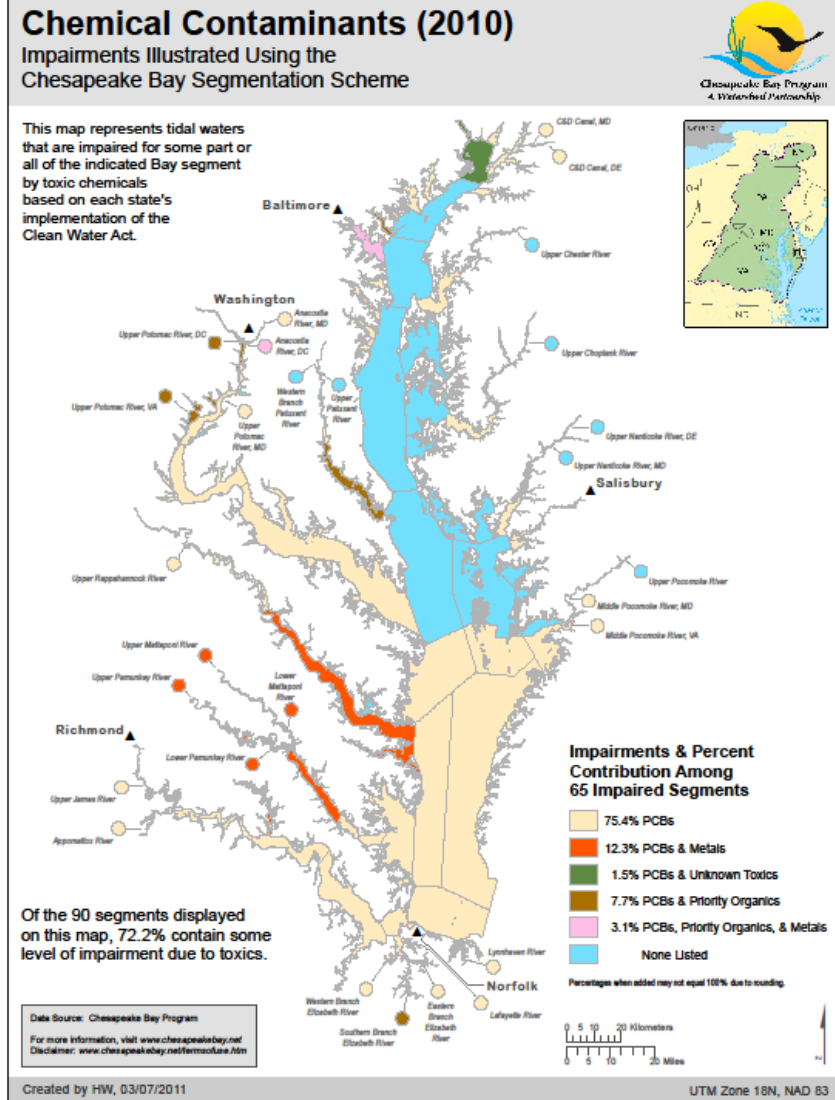 Chemical Contaminants (2010)
Impairments Illustrated Using the
Chesapeake Bay Segmentation Scheme
Chesapeake Bay Program
A Watershed Partnership
This map represents tidal waters
that are impaired for some part or
all of the indicated Bay segment
by toxic chemicals
based on each state's
implementation of the
Clean Water Act.
C&D Canal, MD
C&D Canal, DE
Baltimore
Upper Chester River
Washington
Anacostia
River, MD
Upper Potomac River, DC
Anacostia
River, DC
Upper Choptank River
Western
Branch
Patuxent
River
Upper
Patuxent
River
Upper Potomac River, VA
Upper
Potomac
River, MD
Upper Nanticoke River, DE
Upper Nanticoke River, MD
Salisbury
Upper Rappahannock River
Upper Pocomoke River
Middle Pocomoke River, MD
Middle Pocomoke River, VA
Upper Mattaponi River
Upper Pamunkey River
Lower
Mattaponi
River
Richmond
Lower Pamunkey River
Upper James River
Appomattox River
Impairments & Percent
Contribution Among
65 Impaired Segments
75.4% PCBs
12.3% PCBs & Metals
1.5% PCBs & Unknown Toxics
7.7% PCBs & Priority Organics
3.1% PCBs, Priority Organics, & Metals
None Listed
Percentages when added may not equal 100% due to rounding.
Of the 90 segments displayed
on this map, 72.2% contain some
level of impairment due to toxics.
Lynnhaven River
Norfolk
Western Branch
Elizabeth River
Southern Branch
Elizabeth River
Eastern
Branch
Elizabeth
River
Lafayette River
Data Source: Chesapeake Bay Program
For more information, visit www.chesapeakebay.net
Disclaimer: www.chesapeakebay.net/termsofuse.htm
0 5 10 20 Kilometers
0 5 10 20 Miles
N
Created by HW, 03/07/2011
UTM Zone 18N, NAD 83